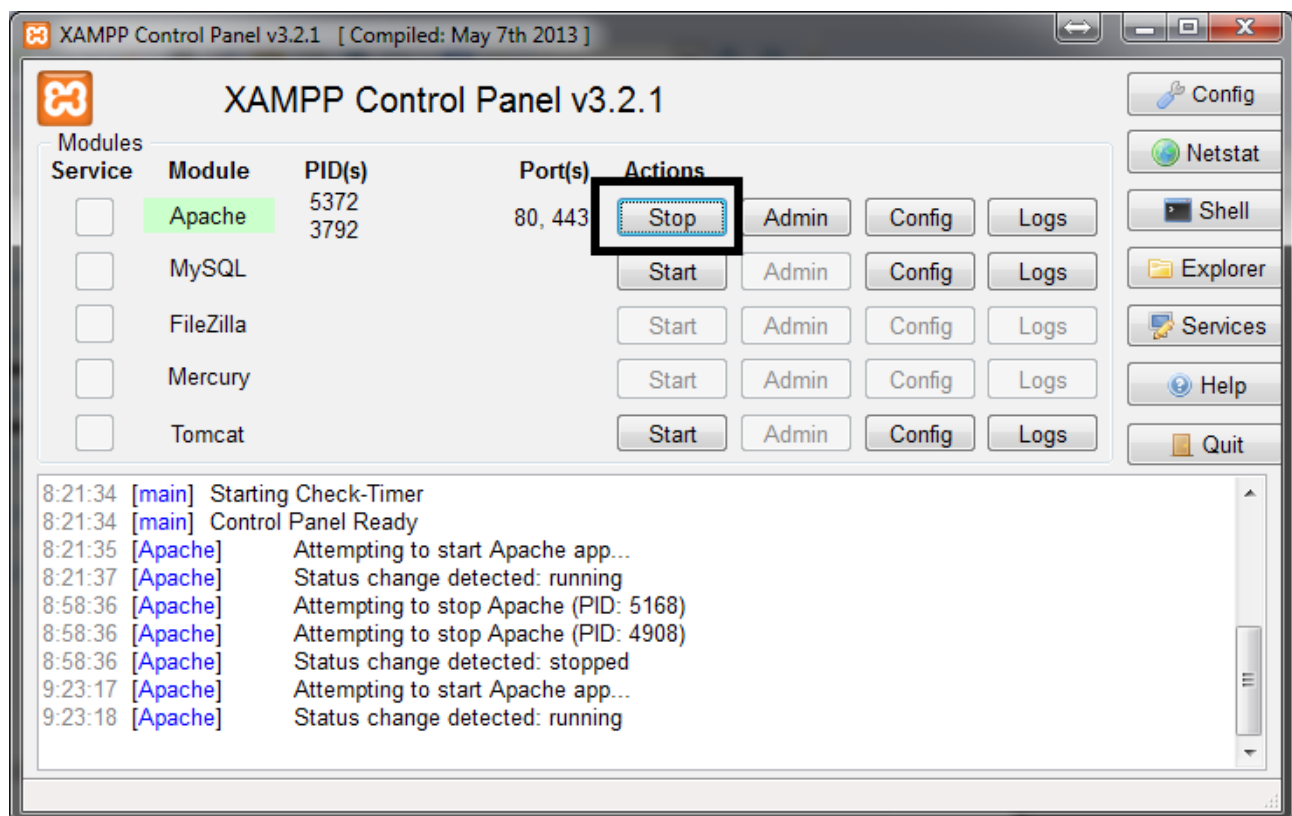 XAMPP Control Panel v3.2.1 [ Compiled: May 7th 2013 ]
XAMPP Control Panel v3.2.1
Config
Modules
Netstat
Service Module PID(s) Port(s) Actions
Apache 5372 3792 80, 443 Stop Admin Config Logs
Shell
MySQL Start Admin Config Logs
Explorer
FileZilla Start Admin Config Logs
Services
Mercury Start Admin Config Logs
Help
Tomcat Start Admin Config Logs
Quit
8:21:34 [main] Starting Check-Timer
8:21:34 [main] Control Panel Ready
8:21:35 [Apache] Attempting to start Apache app...
8:21:37 [Apache] Status change detected: running
8:58:36 [Apache] Attempting to stop Apache (PID: 5168)
8:58:36 [Apache] Attempting to stop Apache (PID: 4908)
8:58:36 [Apache] Status change detected: stopped
9:23:17 [Apache] Attempting to start Apache app...
9:23:18 [Apache] Status change detected: running